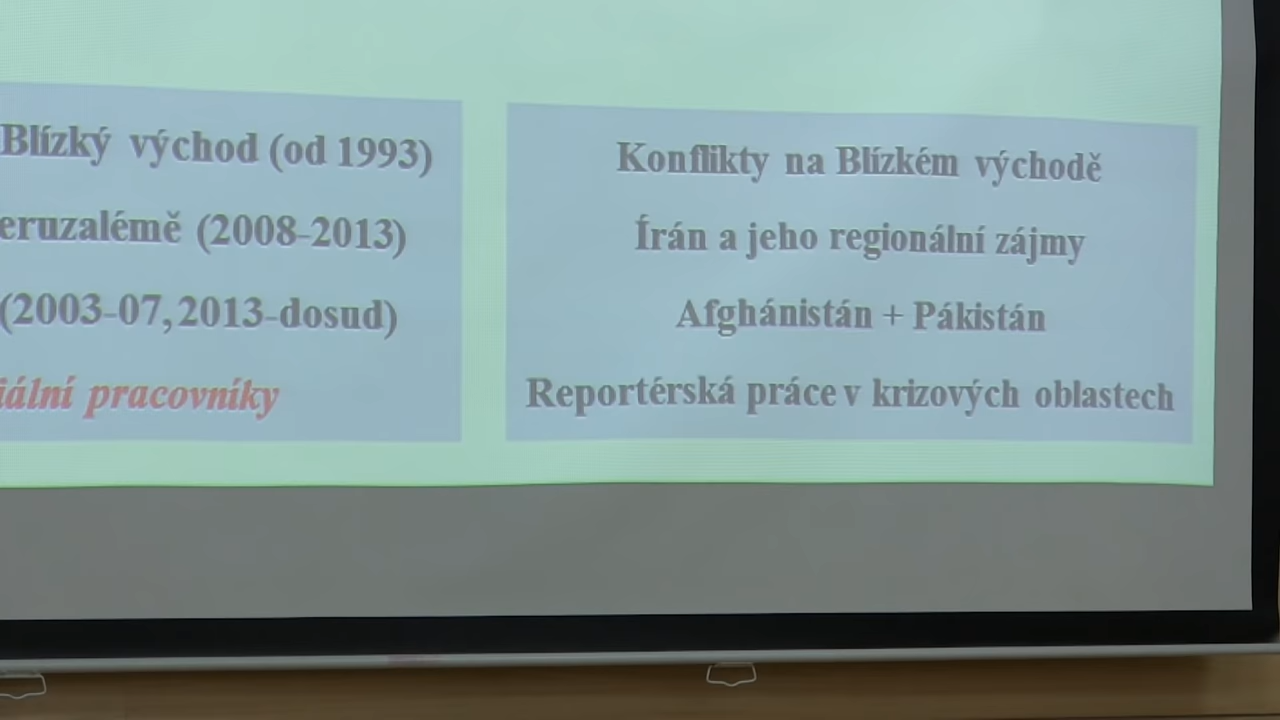 Blízký východ (od 1993)
eruzalémě (2008-2013)
(2003-07,2013-dosud)
iální pracovníky
Konflikty na Blízkém východě
Írán a jeho regionální zájmy
Afghánistán + Pákistán
Reportérská práce v krizových oblastech